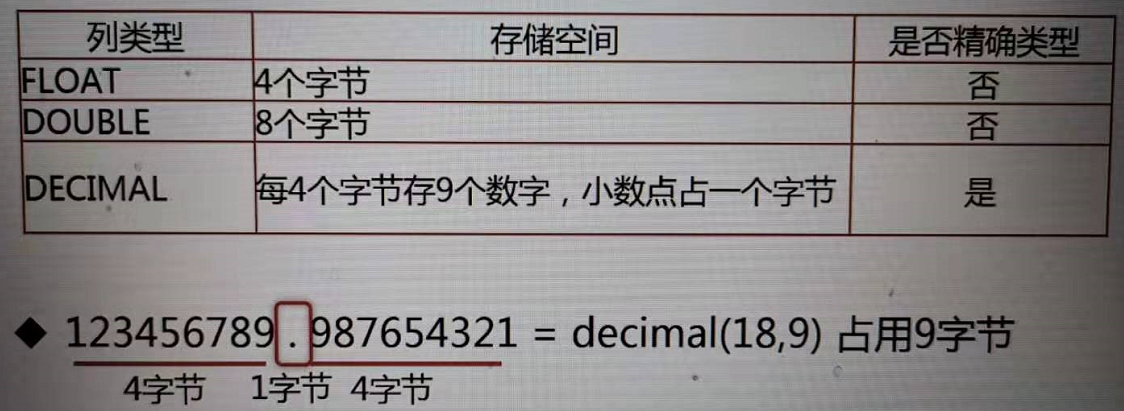 列类型 存储空间 是否精确类型
FLOAT 4个字节 否
DOUBLE 8个字节 否
DECIMAL 每4个字节存9个数字，小数点占一个字节 是
◆ 123456789.987654321 = decimal(18,9) 占用9字节
4字节 1字节 4字节